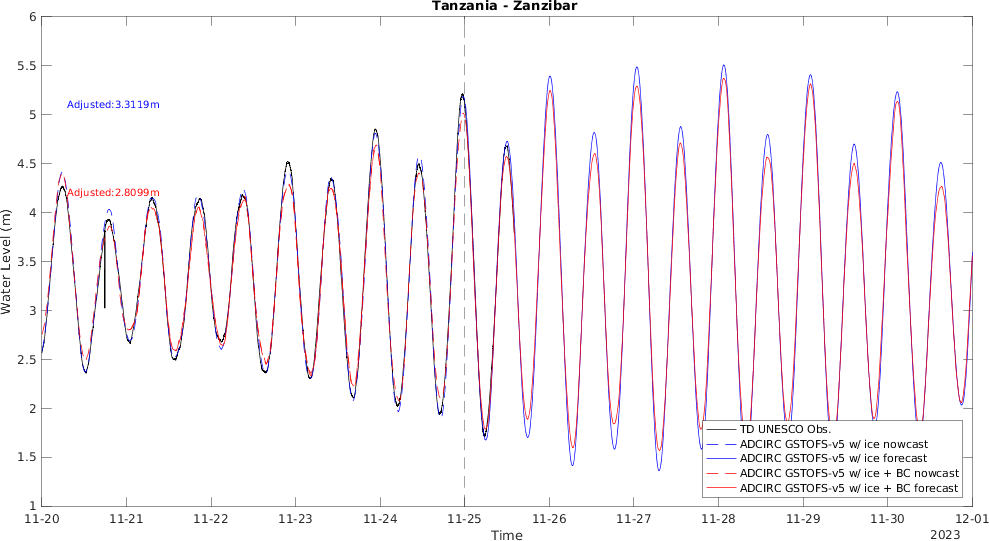 Tanzania - Zanzibar
6
5.5
5
4.5
4
3.5
3
2.5
2
1.5
1
Water Level (m)
Adjusted:3.3119m
Adjusted:2.8099m
TD UNESCO Obs.
ADCIRC GSTOFS-v5 w/ ice nowcast
ADCIRC GSTOFS-v5 w/ ice forecast
ADCIRC GSTOFS-v5 w/ ice + BC nowcast
ADCIRC GSTOFS-v5 w/ ice + BC forecast
11-20 11-21 11-22 11-23 11-24 11-25 11-26 11-27 11-28 11-29 11-30 12-01
Time
2023